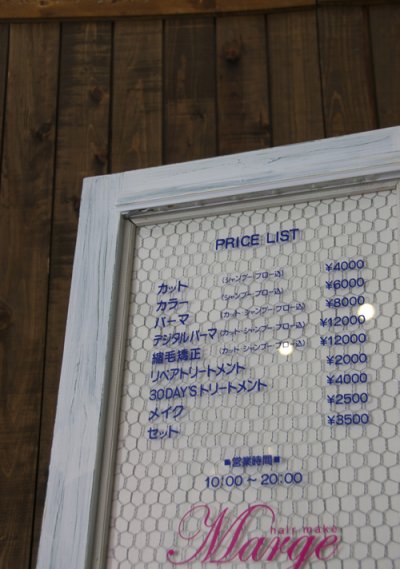 PRICE LIST
カット (シャンプー・ブロー込) ¥4000
カラー (シャンプー・ブロー込) ¥6000
パーマ (カット・シャンプー・ブロー込) ¥8000
デジタルパーマ (カット・シャンプー・ブロー込) ¥12000
縮毛矯正 (カット・シャンプー・ブロー込) ¥12000
リペアトリートメント ¥2000
30DAY'Sトリートメント ¥4000
メイク ¥2500
セット ¥3500
■営業時間■
10:00~20:00
hair make
Marge